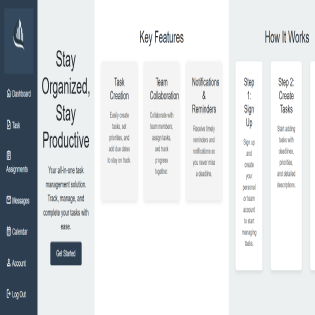 Dashboard
Task
Assignments
Messages
Calendar
Account
Log Out
Stay
Organized,
Stay
Productive
Your all-in-one task
management solution.
Track, manage, and
complete your tasks with
ease.
Get Started
Key Features
Task
Creation
Easily create
tasks, set
priorities, and
add due dates
to stay on track.
Team
Collaboration
Collaborate with
team members,
assign tasks,
and track
progress
together.
Notifications
&
Reminders
Receive timely
reminders and
notifications so
you never miss
a deadline.
How It Works
Step
1:
Sign
Up
Sign up
and
create
your
personal
or team
account
to start
managing
tasks.
Step 2:
Create
Tasks
Start adding
tasks with
deadlines,
priorities,
and detailed
descriptions.